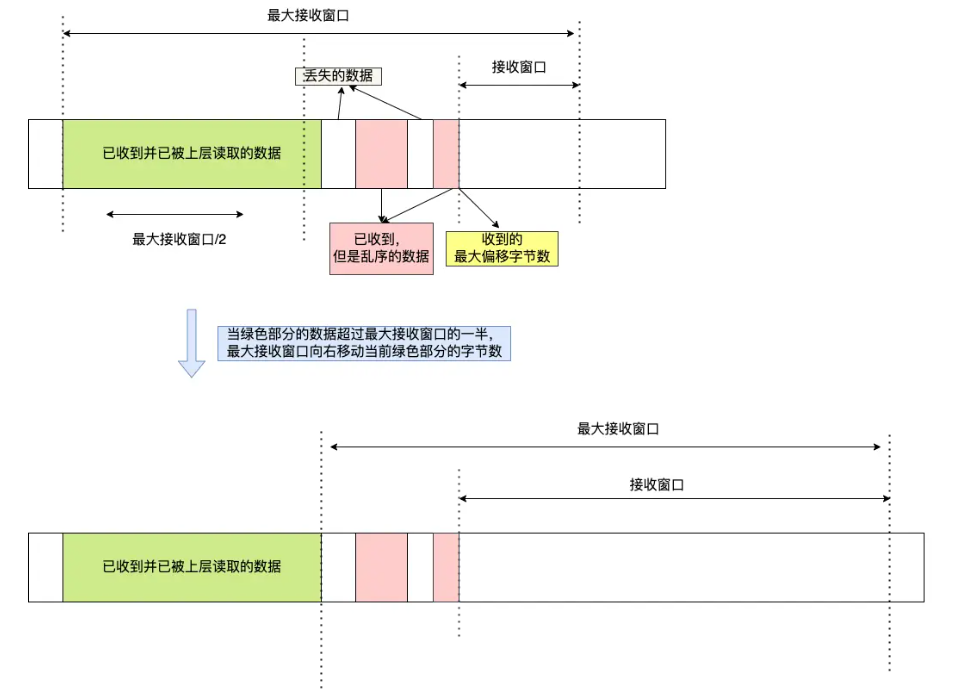 最大接收窗口
接收窗口
丢失的数据
已收到并已被上层读取的数据
最大接收窗口/2
已收到，
但是乱序的数据
收到的
最大偏移字节数
当绿色部分的数据超过最大接收窗口的一半，
最大接收窗口向右移动当前绿色部分的字节数
最大接收窗口
接收窗口
已收到并已被上层读取的数据